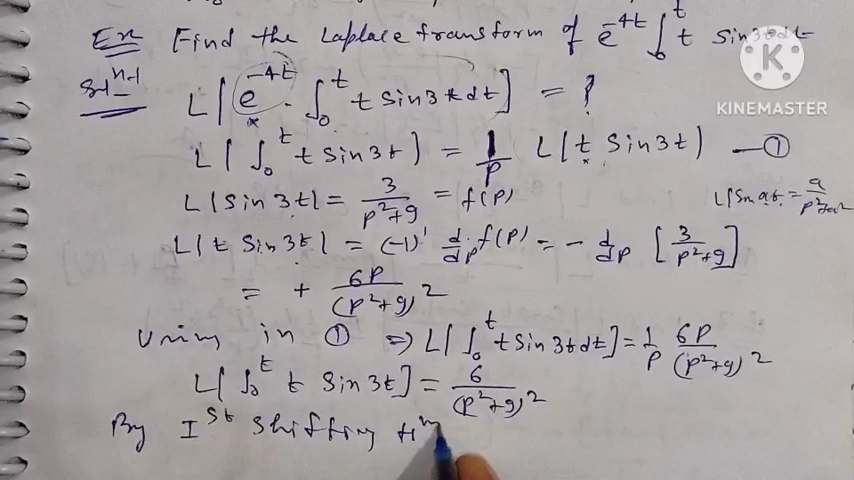 Ex Find the Laplace transform of e^{-4t} ∫_0^t t sin3t dt
Sol^n
L[e^{-4t} . ∫_0^t t sin3t dt] = ?
L[∫_0^t t sin3t] = 1/p L[t sin3t) — ①
L[sin3t] = 3/(p²+9) = f(p)
L[sin at = a/(p²+a²)
L[t sin3t] = (-1)' d/dp f(p) = - d/dp [3/(p²+9)]
= + 6p/(p²+9)²
Using in ① ⇒ L[∫_0^t t sin3t dt] = 1/p 6p/(p²+9)²
L[∫_0^t t sin3t] = 6/(p²+9)²
By I^st Shifting
KINEMASTER